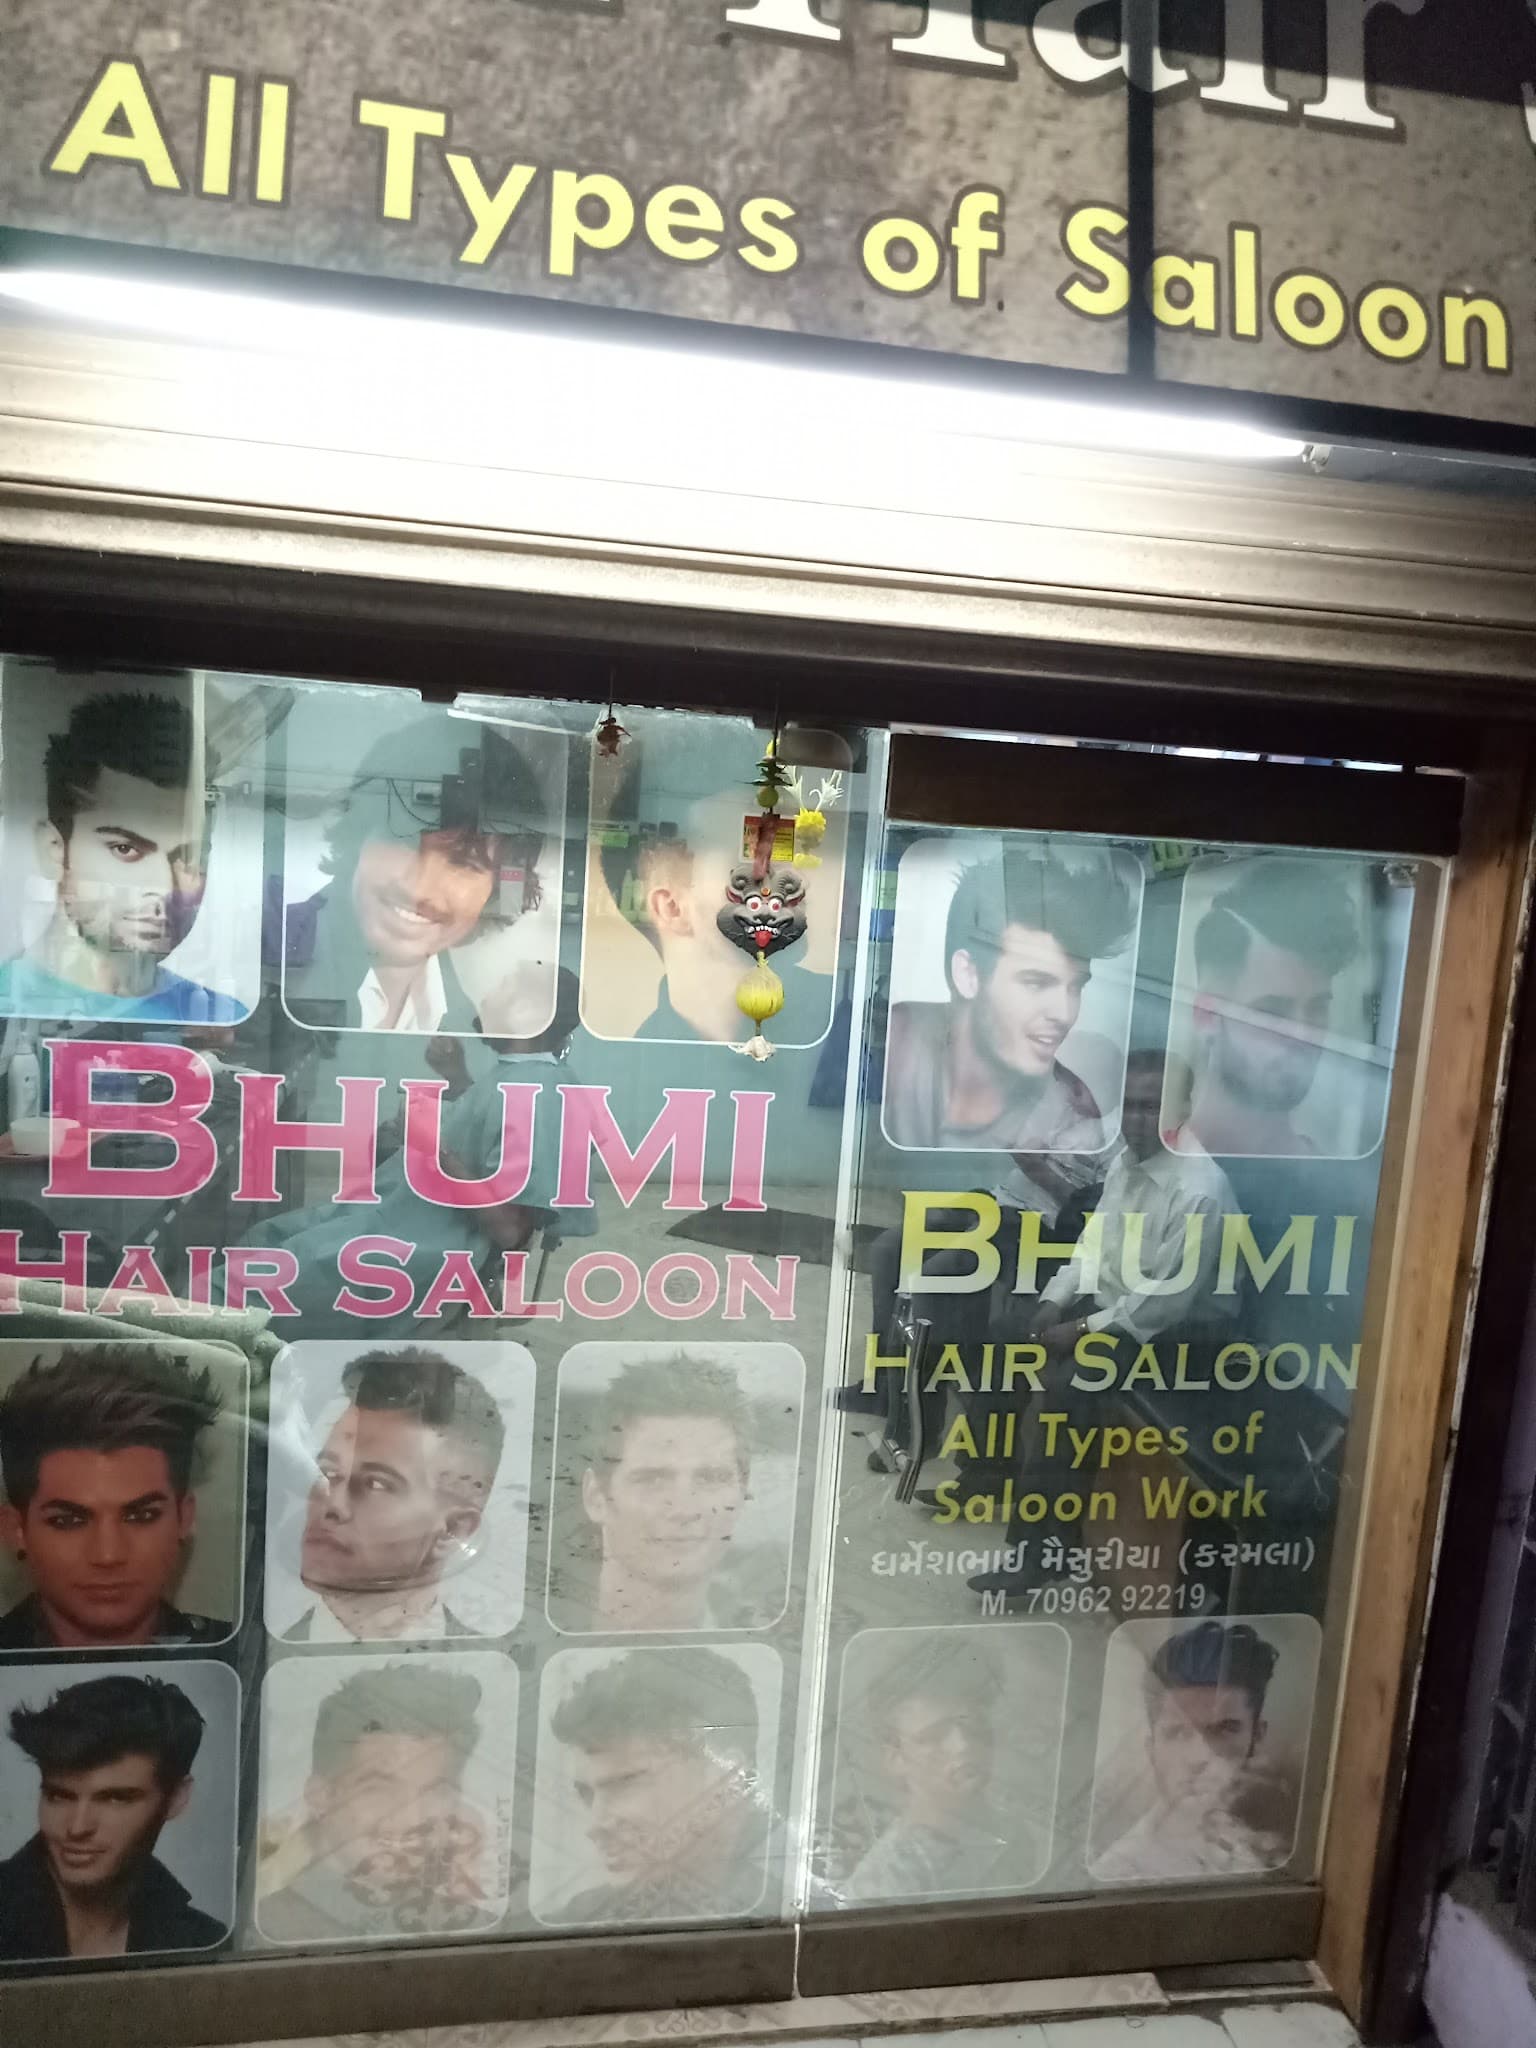 Hair
All Types of Saloon
BHUMI
HAIR SALOON
BHUMI
HAIR SALOON
All Types of
Saloon Work
ધર્મેશભાઈ મૈસુરીયા (કરમલા)
M. 70962 92219